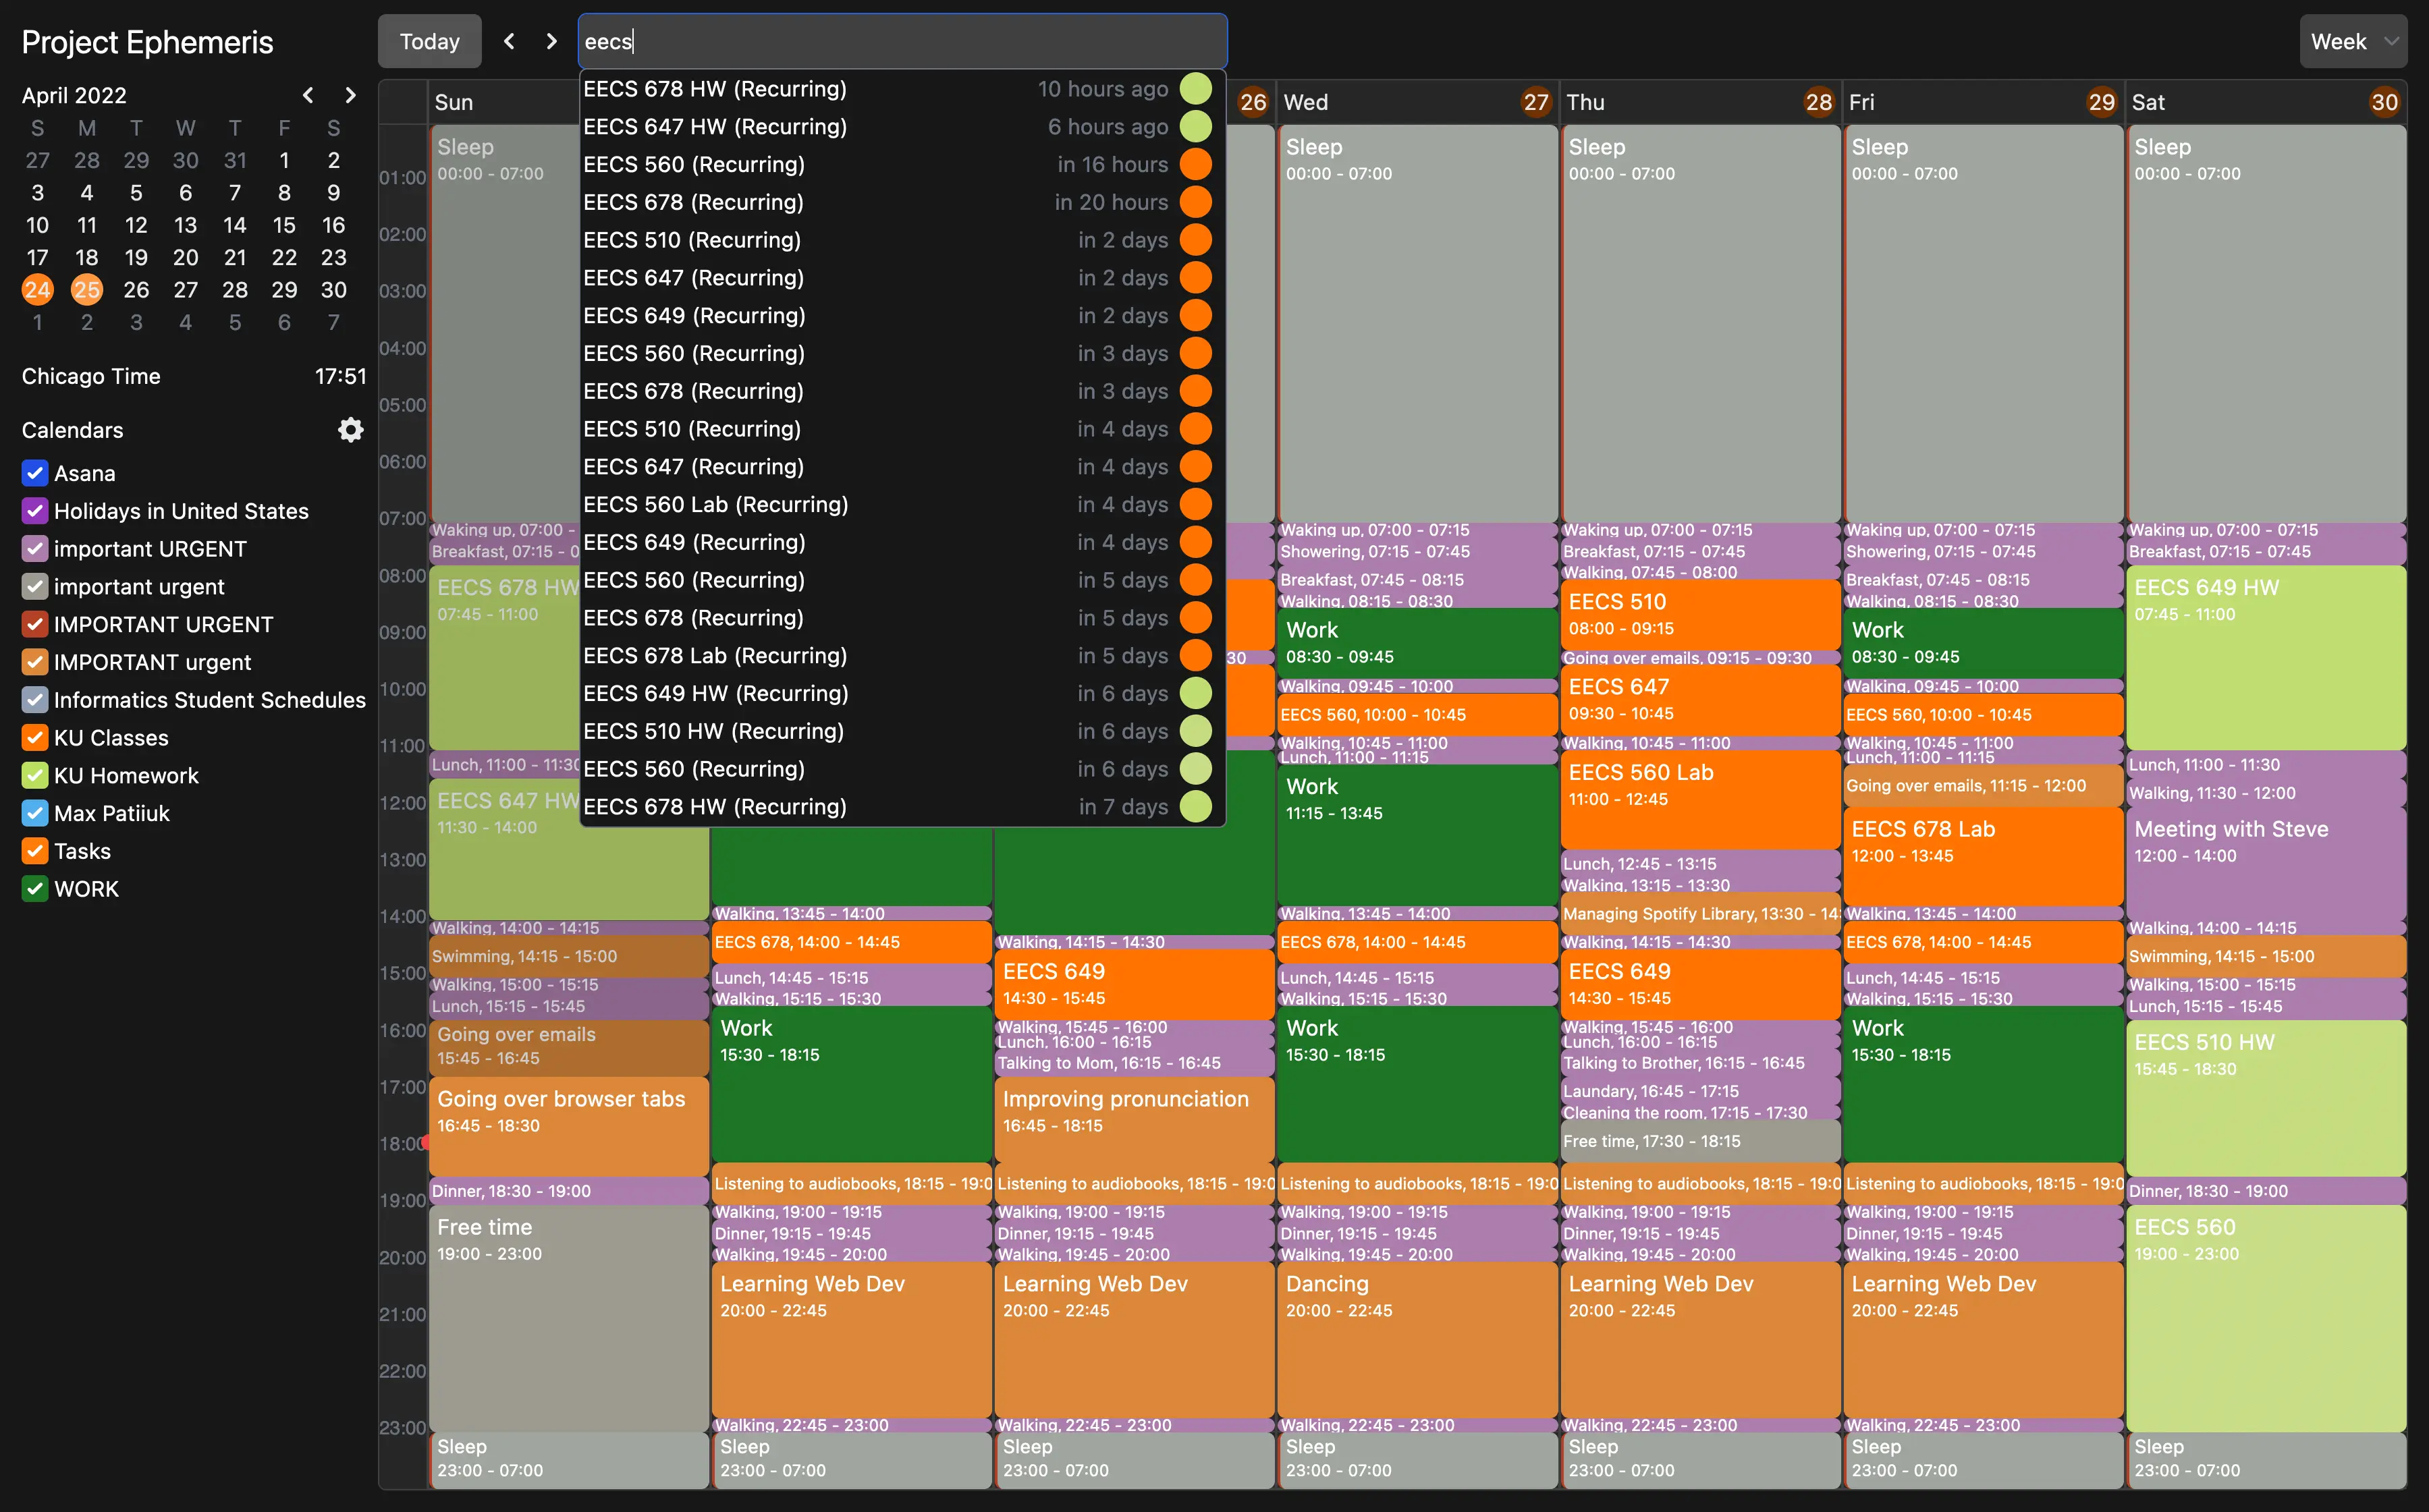 Project Ephemeris
Today
eecs
Week
April 2022
S M T W T F S
27 28 29 30 31 1 2
3 4 5 6 7 8 9
10 11 12 13 14 15 16
17 18 19 20 21 22 23
24 25 26 27 28 29 30
1 2 3 4 5 6 7
Chicago Time 17:51
Calendars
Asana
Holidays in United States
important URGENT
important urgent
IMPORTANT URGENT
IMPORTANT urgent
Informatics Student Schedules
KU Classes
KU Homework
Max Patiiuk
Tasks
WORK
EECS 678 HW (Recurring) 10 hours ago
EECS 647 HW (Recurring) 6 hours ago
EECS 560 (Recurring) in 16 hours
EECS 678 (Recurring) in 20 hours
EECS 510 (Recurring) in 2 days
EECS 647 (Recurring) in 2 days
EECS 649 (Recurring) in 2 days
EECS 560 (Recurring) in 3 days
EECS 678 (Recurring) in 3 days
EECS 510 (Recurring) in 4 days
EECS 647 (Recurring) in 4 days
EECS 560 Lab (Recurring) in 4 days
EECS 649 (Recurring) in 4 days
EECS 560 (Recurring) in 5 days
EECS 678 (Recurring) in 5 days
EECS 678 Lab (Recurring) in 5 days
EECS 649 HW (Recurring) in 6 days
EECS 510 HW (Recurring) in 6 days
EECS 560 (Recurring) in 6 days
EECS 678 HW (Recurring) in 7 days
01:00
02:00
03:00
04:00
05:00
06:00
07:00
08:00
09:00
10:00
11:00
12:00
13:00
14:00
15:00
16:00
17:00
18:00
19:00
20:00
21:00
22:00
23:00
Sun
Sleep
00:00 - 07:00
Waking up, 07:00 -
Breakfast, 07:15 - 0
EECS 678 HW
07:45 - 11:00
Lunch, 11:00 - 11:30
EECS 647 HW
11:30 - 14:00
Walking, 14:00 - 14:15
Swimming, 14:15 - 15:00
Walking, 15:00 - 15:15
Lunch, 15:15 - 15:45
Going over emails
15:45 - 16:45
Going over browser tabs
16:45 - 18:30
Dinner, 18:30 - 19:00
Free time
19:00 - 23:00
Sleep
23:00 - 07:00
Walking, 13:45 - 14:00
EECS 678, 14:00 - 14:45
Lunch, 14:45 - 15:15
Walking, 15:15 - 15:30
Work
15:30 - 18:15
Listening to audiobooks, 18:15 - 19:0
Walking, 19:00 - 19:15
Dinner, 19:15 - 19:45
Walking, 19:45 - 20:00
Learning Web Dev
20:00 - 22:45
Walking, 22:45 - 23:00
Sleep
23:00 - 07:00
26
30
Walking, 14:15 - 14:30
EECS 649
14:30 - 15:45
Walking, 15:45 - 16:00
Lunch, 16:00 - 16:15
Talking to Mom, 16:15 - 16:45
Improving pronunciation
16:45 - 18:15
Listening to audiobooks, 18:15 - 19:0
Walking, 19:00 - 19:15
Dinner, 19:15 - 19:45
Walking, 19:45 - 20:00
Learning Web Dev
20:00 - 22:45
Walking, 22:45 - 23:00
Sleep
23:00 - 07:00
Wed 27
Sleep
00:00 - 07:00
Waking up, 07:00 - 07:15
Showering, 07:15 - 07:45
Breakfast, 07:45 - 08:15
Walking, 08:15 - 08:30
Work
08:30 - 09:45
Walking, 09:45 - 10:00
EECS 560, 10:00 - 10:45
Walking, 10:45 - 11:00
Lunch, 11:00 - 11:15
Work
11:15 - 13:45
Walking, 13:45 - 14:00
EECS 678, 14:00 - 14:45
Lunch, 14:45 - 15:15
Walking, 15:15 - 15:30
Work
15:30 - 18:15
Listening to audiobooks, 18:15 - 19:0
Walking, 19:00 - 19:15
Dinner, 19:15 - 19:45
Walking, 19:45 - 20:00
Dancing
20:00 - 22:45
Walking, 22:45 - 23:00
Sleep
23:00 - 07:00
Thu 28
Sleep
00:00 - 07:00
Waking up, 07:00 - 07:15
Breakfast, 07:15 - 07:45
Walking, 07:45 - 08:00
EECS 510
08:00 - 09:15
Going over emails, 09:15 - 09:30
EECS 647
09:30 - 10:45
Walking, 10:45 - 11:00
EECS 560 Lab
11:00 - 12:45
Lunch, 12:45 - 13:15
Walking, 13:15 - 13:30
Managing Spotify Library, 13:30 - 14:
Walking, 14:15 - 14:30
EECS 649
14:30 - 15:45
Walking, 15:45 - 16:00
Lunch, 16:00 - 16:15
Talking to Brother, 16:15 - 16:45
Laundary, 16:45 - 17:15
Cleaning the room, 17:15 - 17:30
Free time, 17:30 - 18:15
Listening to audiobooks, 18:15 - 19:0
Walking, 19:00 - 19:15
Dinner, 19:15 - 19:45
Walking, 19:45 - 20:00
Learning Web Dev
20:00 - 22:45
Walking, 22:45 - 23:00
Sleep
23:00 - 07:00
Fri 29
Sleep
00:00 - 07:00
Waking up, 07:00 - 07:15
Showering, 07:15 - 07:45
Breakfast, 07:45 - 08:15
Walking, 08:15 - 08:30
Work
08:30 - 09:45
Walking, 09:45 - 10:00
EECS 560, 10:00 - 10:45
Walking, 10:45 - 11:00
Lunch, 11:00 - 11:15
Going over emails, 11:15 - 12:00
EECS 678 Lab
12:00 - 13:45
Walking, 13:45 - 14:00
EECS 678, 14:00 - 14:45
Lunch, 14:45 - 15:15
Walking, 15:15 - 15:30
Work
15:30 - 18:15
Listening to audiobooks, 18:15 - 19:0
Walking, 19:00 - 19:15
Dinner, 19:15 - 19:45
Walking, 19:45 - 20:00
Learning Web Dev
20:00 - 22:45
Walking, 22:45 - 23:00
Sleep
23:00 - 07:00
Sat 30
Sleep
00:00 - 07:00
Waking up, 07:00 - 07:15
Breakfast, 07:15 - 07:45
EECS 649 HW
07:45 - 11:00
Lunch, 11:00 - 11:30
Walking, 11:30 - 12:00
Meeting with Steve
12:00 - 14:00
Walking, 14:00 - 14:15
Swimming, 14:15 - 15:00
Walking, 15:00 - 15:15
Lunch, 15:15 - 15:45
EECS 510 HW
15:45 - 18:30
Dinner, 18:30 - 19:00
EECS 560
19:00 - 23:00
Sleep
23:00 - 07:00